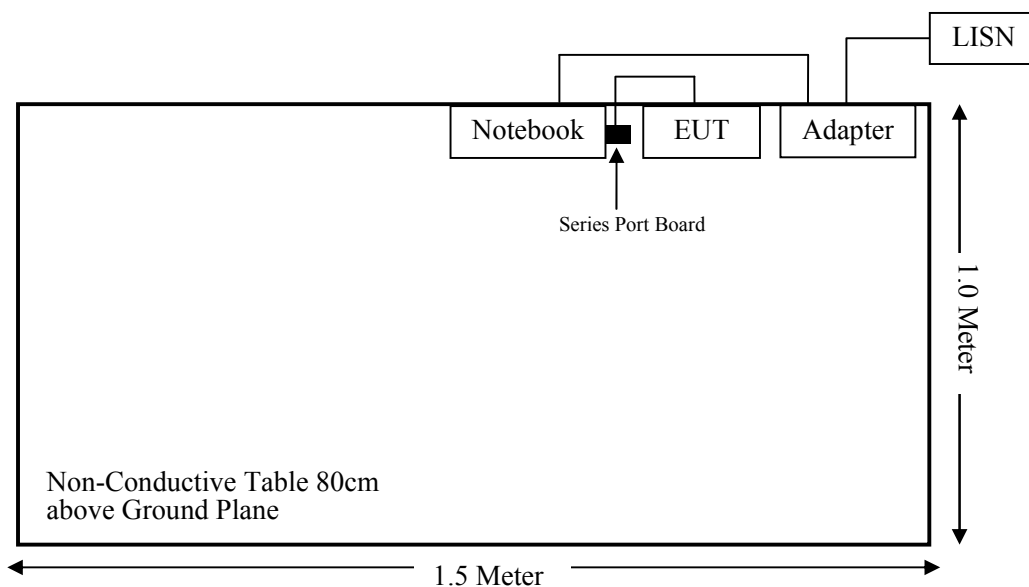 LISN
Notebook
EUT
Adapter
Series Port Board
1.0 Meter
Non-Conductive Table 80cm
above Ground Plane
1.5 Meter